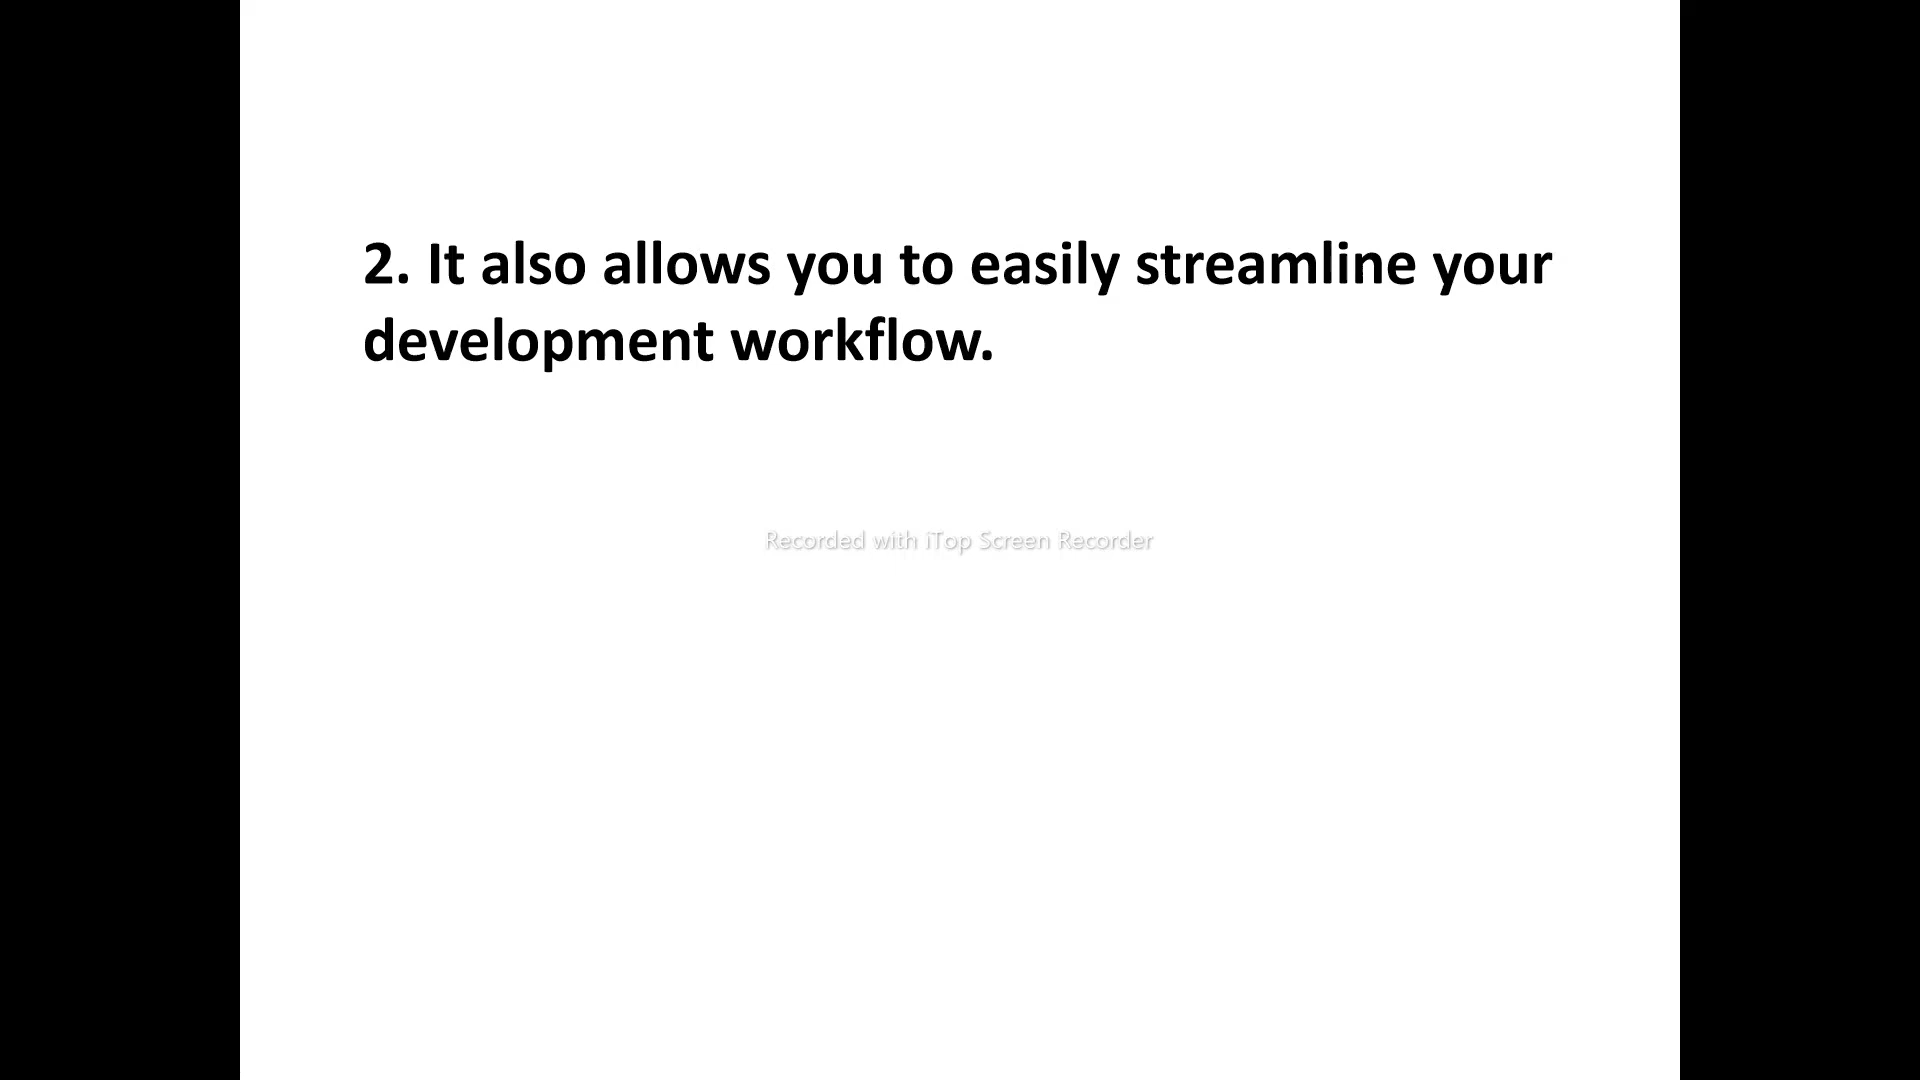 2. It also allows you to easily streamline your
development workflow.
Recorded with iTop Screen Recorder